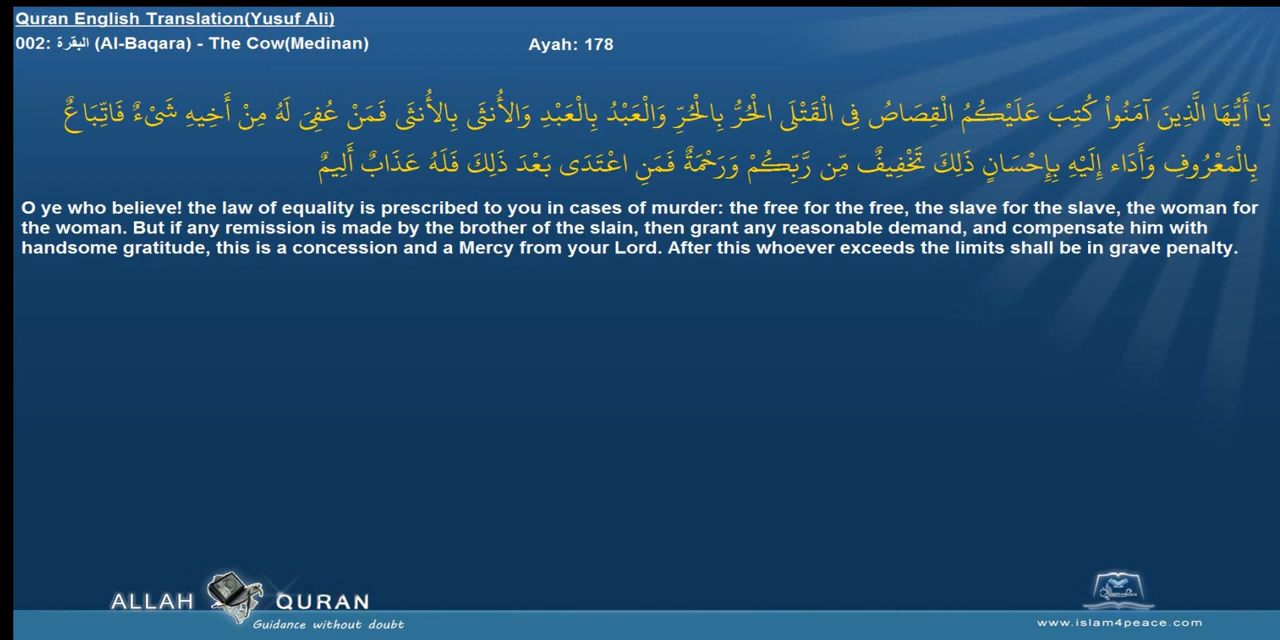 Quran English Translation(Yusuf Ali)
002: البقرة (Al-Baqara) - The Cow(Medinan)
Ayah: 178
يَا أَيُّهَا الَّذِينَ آمَنُواْ كُتِبَ عَلَيْكُمُ الْقِصَاصُ فِي الْقَتْلَى الْحُرُّ بِالْحُرِّ وَالْعَبْدُ بِالْعَبْدِ وَالأُنثَى بِالأُنثَى فَمَنْ عُفِيَ لَهُ مِنْ أَخِيهِ شَيْءٌ فَاتِّبَاعٌ
بِالْمَعْرُوفِ وَأَدَاء إِلَيْهِ بِإِحْسَانٍ ذَلِكَ تَخْفِيفٌ مِّن رَّبِّكُمْ وَرَحْمَةٌ فَمَنِ اعْتَدَى بَعْدَ ذَلِكَ فَلَهُ عَذَابٌ أَلِيمٌ
O ye who believe! the law of equality is prescribed to you in cases of murder: the free for the free, the slave for the slave, the woman for
the woman. But if any remission is made by the brother of the slain, then grant any reasonable demand, and compensate him with
handsome gratitude, this is a concession and a Mercy from your Lord. After this whoever exceeds the limits shall be in grave penalty.
ALLAH QURAN
Guidance without doubt
www.islam4peace.com